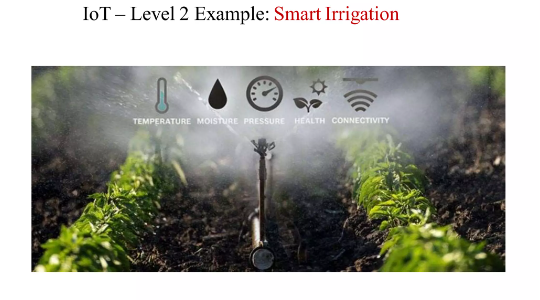 IoT – Level 2 Example: Smart Irrigation
TEMPERATURE MOISTURE PRESSURE HEALTH CONNECTIVITY